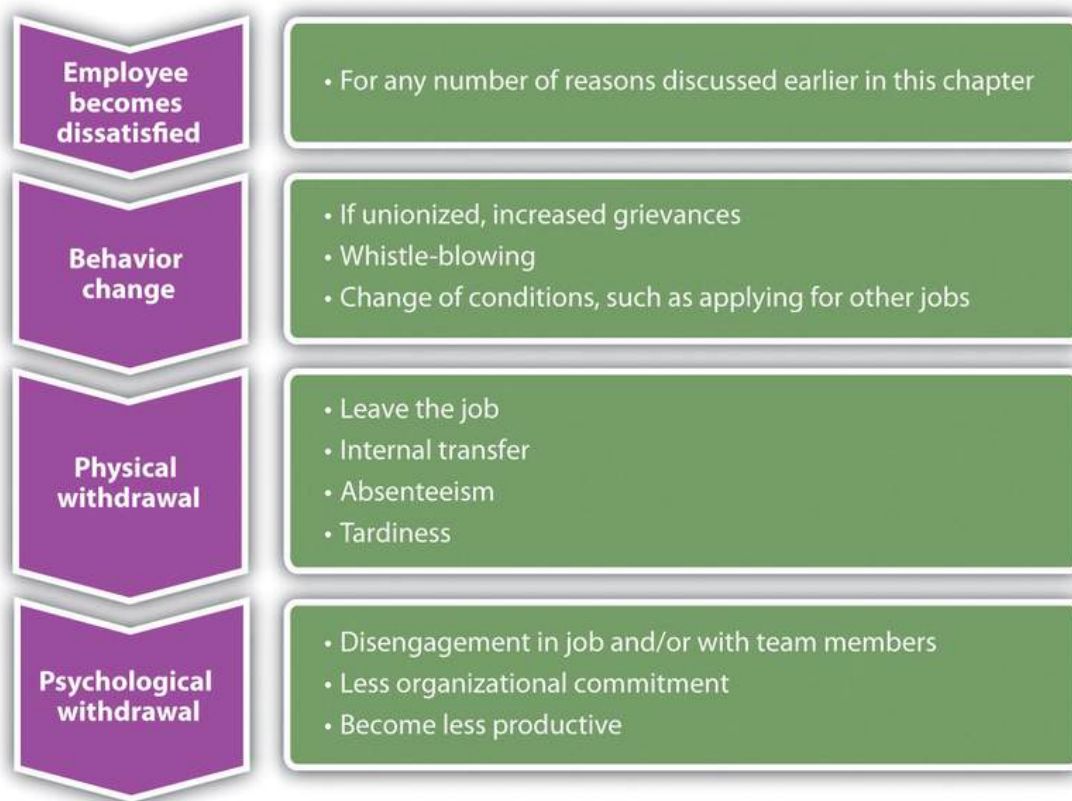 Employee
becomes
dissatisfied
• For any number of reasons discussed earlier in this chapter
Behavior
change
• If unionized, increased grievances
• Whistle-blowing
• Change of conditions, such as applying for other jobs
Physical
withdrawal
• Leave the job
• Internal transfer
• Absenteeism
• Tardiness
Psychological
withdrawal
• Disengagement in job and/or with team members
• Less organizational commitment
• Become less productive